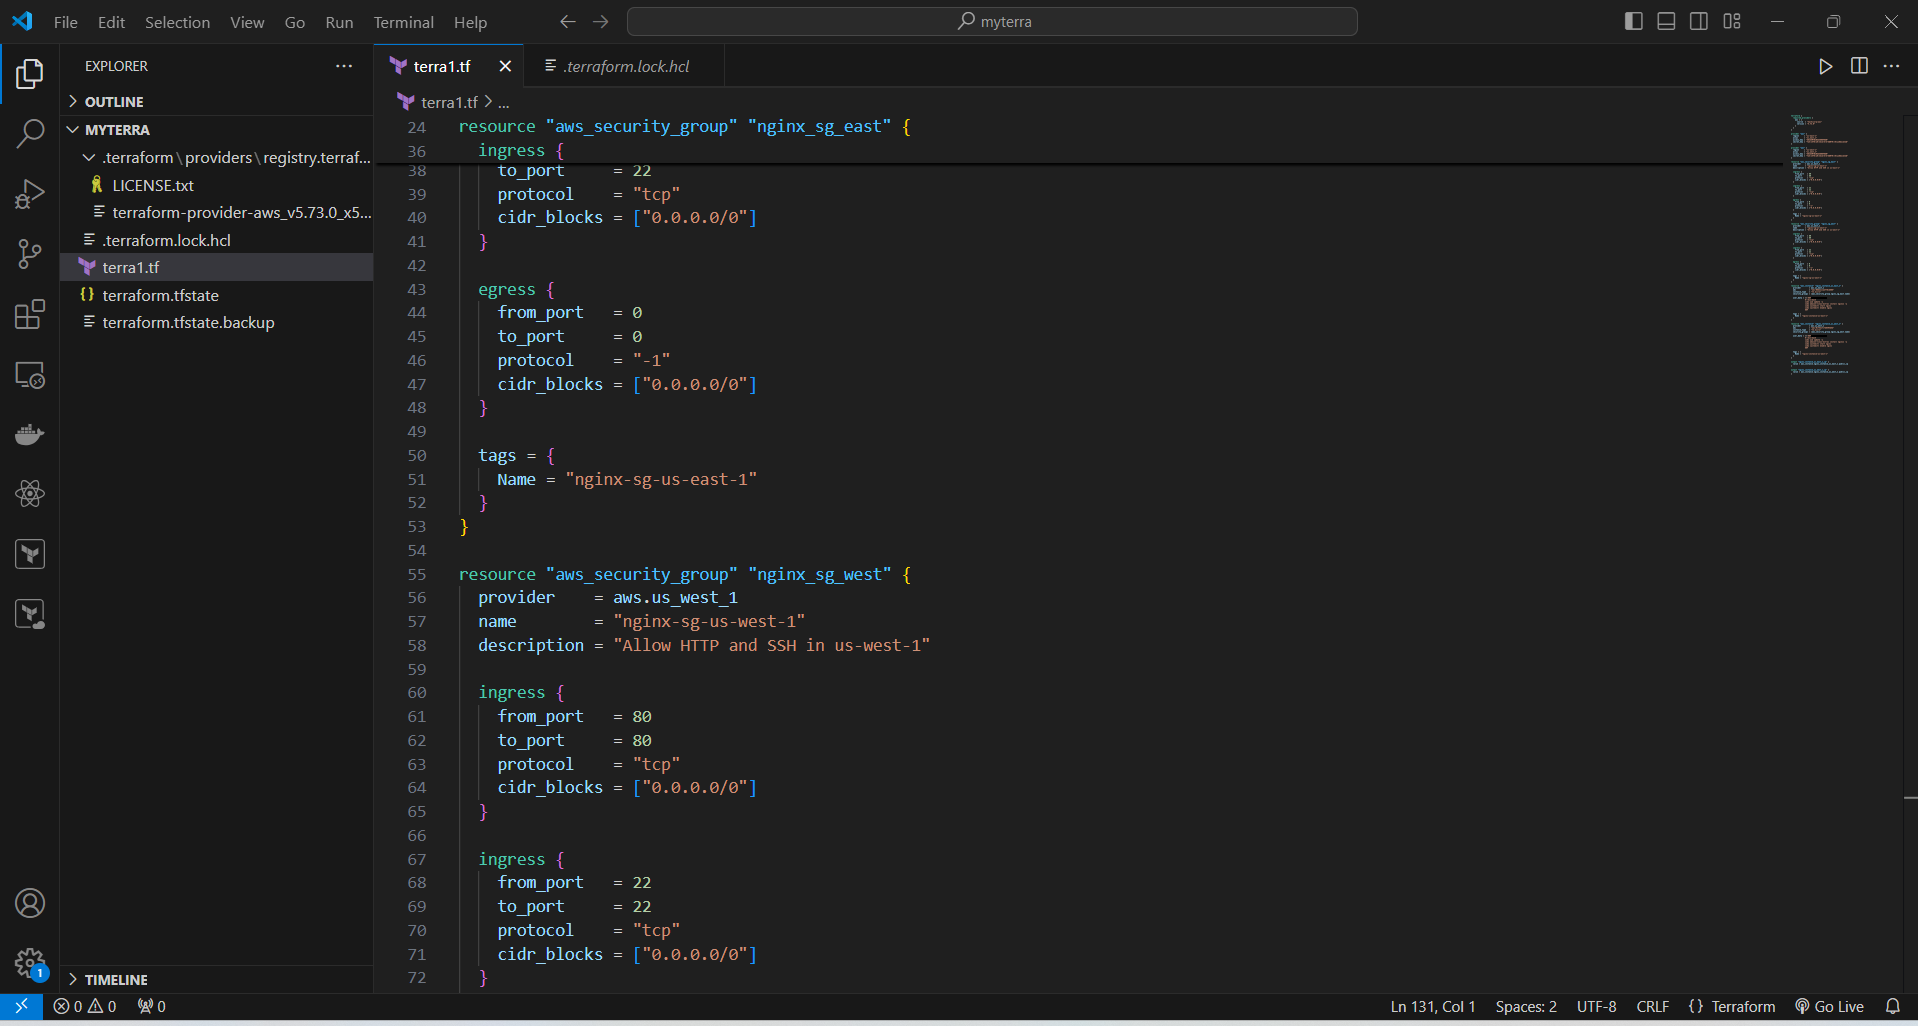 File Edit Selection View Go Run Terminal Help
myterra
EXPLORER
OUTLINE
MYTERRA
.terraform\providers\registry.terraf...
LICENSE.txt
terraform-provider-aws_v5.73.0_x5...
.terraform.lock.hcl
terra1.tf
terraform.tfstate
terraform.tfstate.backup
TIMELINE
terra1.tf
.terraform.lock.hcl
terra1.tf > ...
24 resource "aws_security_group" "nginx_sg_east" {
36 ingress {
38 to_port = 22
39 protocol = "tcp"
40 cidr_blocks = ["0.0.0.0/0"]
41 }
42
43 egress {
44 from_port = 0
45 to_port = 0
46 protocol = "-1"
47 cidr_blocks = ["0.0.0.0/0"]
48 }
49
50 tags = {
51 Name = "nginx-sg-us-east-1"
52 }
53 }
54
55 resource "aws_security_group" "nginx_sg_west" {
56 provider = aws.us_west_1
57 name = "nginx-sg-us-west-1"
58 description = "Allow HTTP and SSH in us-west-1"
59
60 ingress {
61 from_port = 80
62 to_port = 80
63 protocol = "tcp"
64 cidr_blocks = ["0.0.0.0/0"]
65 }
66
67 ingress {
68 from_port = 22
69 to_port = 22
70 protocol = "tcp"
71 cidr_blocks = ["0.0.0.0/0"]
72 }
1
0 0 0
Ln 131, Col 1 Spaces: 2 UTF-8 CRLF {} Terraform Go Live